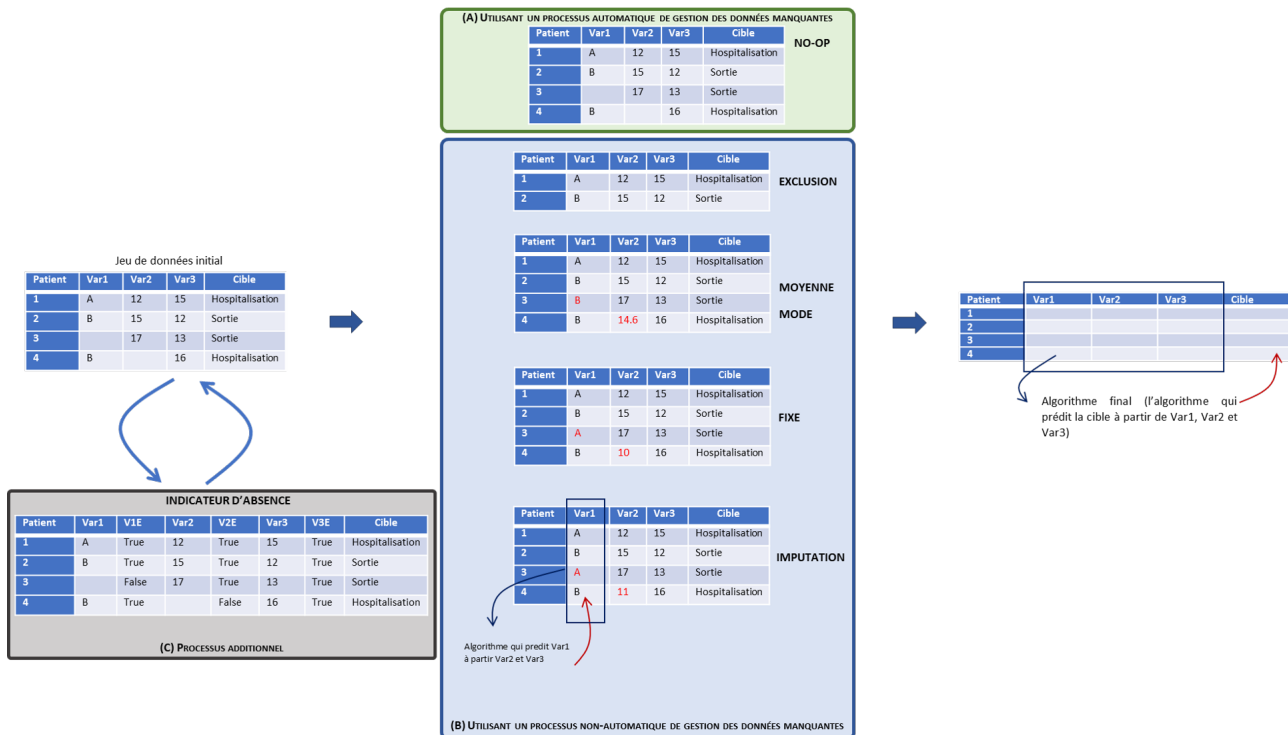 (A) UTILISANT UN PROCESSUS AUTOMATIQUE DE GESTION DES DONNÉES MANQUANTES
NO-OP
Patient Var1 Var2 Var3 Cible
1 A 12 15 Hospitalisation
2 B 15 12 Sortie
3 17 13 Sortie
4 B 16 Hospitalisation
EXCLUSION
Patient Var1 Var2 Var3 Cible
1 A 12 15 Hospitalisation
2 B 15 12 Sortie
MOYENNE
MODE
Patient Var1 Var2 Var3 Cible
1 A 12 15 Hospitalisation
2 B 15 12 Sortie
3 B 17 13 Sortie
4 B 14.6 16 Hospitalisation
FIXE
Patient Var1 Var2 Var3 Cible
1 A 12 15 Hospitalisation
2 B 15 12 Sortie
3 A 17 13 Sortie
4 B 10 16 Hospitalisation
IMPUTATION
Patient Var1 Var2 Var3 Cible
1 A 12 15 Hospitalisation
2 B 15 12 Sortie
3 A 17 13 Sortie
4 B 11 16 Hospitalisation
Algorithme qui predit Var1
à partir Var2 et Var3
(B) UTILISANT UN PROCESSUS NON-AUTOMATIQUE DE GESTION DES DONNÉES MANQUANTES
Jeu de données initial
Patient Var1 Var2 Var3 Cible
1 A 12 15 Hospitalisation
2 B 15 12 Sortie
3 17 13 Sortie
4 B 16 Hospitalisation
INDICATEUR D'ABSENCE
Patient Var1 V1E Var2 V2E Var3 V3E Cible
1 A True 12 True 15 True Hospitalisation
2 B True 15 True 12 True Sortie
3 False 17 True 13 True Sortie
4 B True False 16 True Hospitalisation
(C) PROCESSUS ADDITIONNEL
Patient Var1 Var2 Var3 Cible
1
2
3
4
Algorithme final (l'algorithme qui
prédit la cible à partir de Var1, Var2 et
Var3)